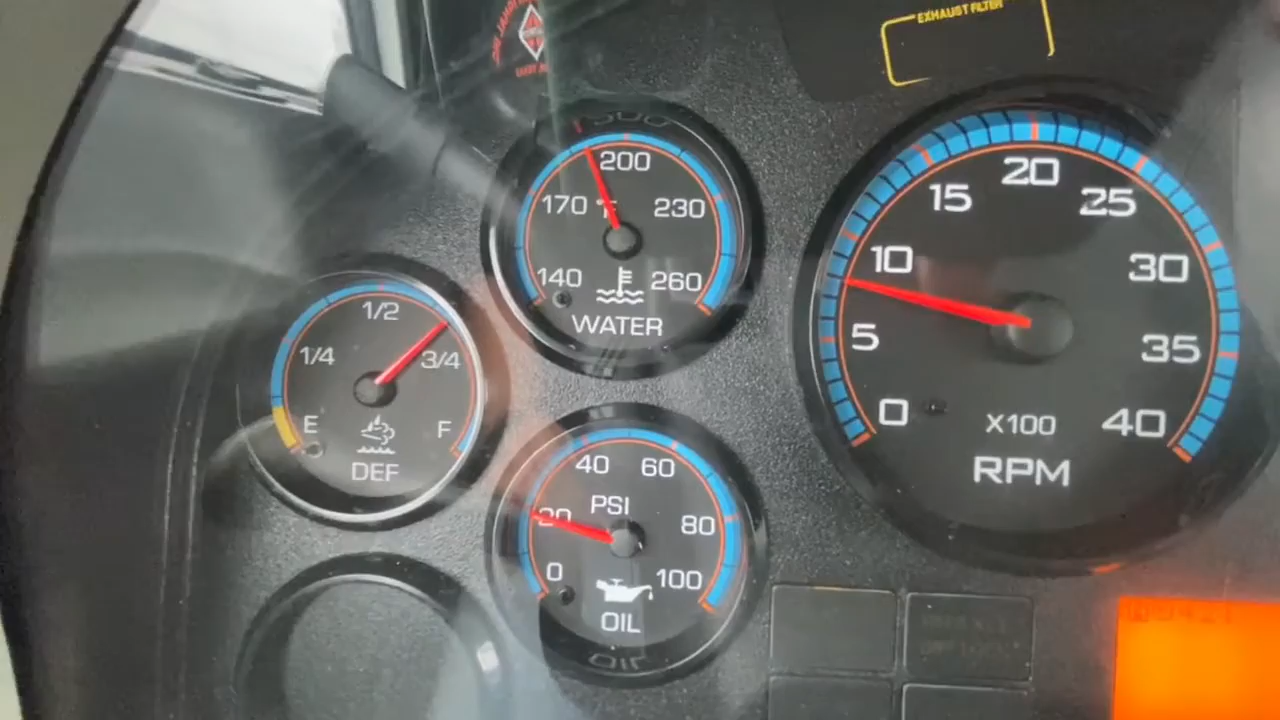 EXHAUST FILTER
200
170 °F 230
140 260
WATER
1/2
1/4 3/4
E F
DEF
40 60
PSI
20 80
0 100
OIL
20
15 25
10 30
5 35
0 40
X100
RPM